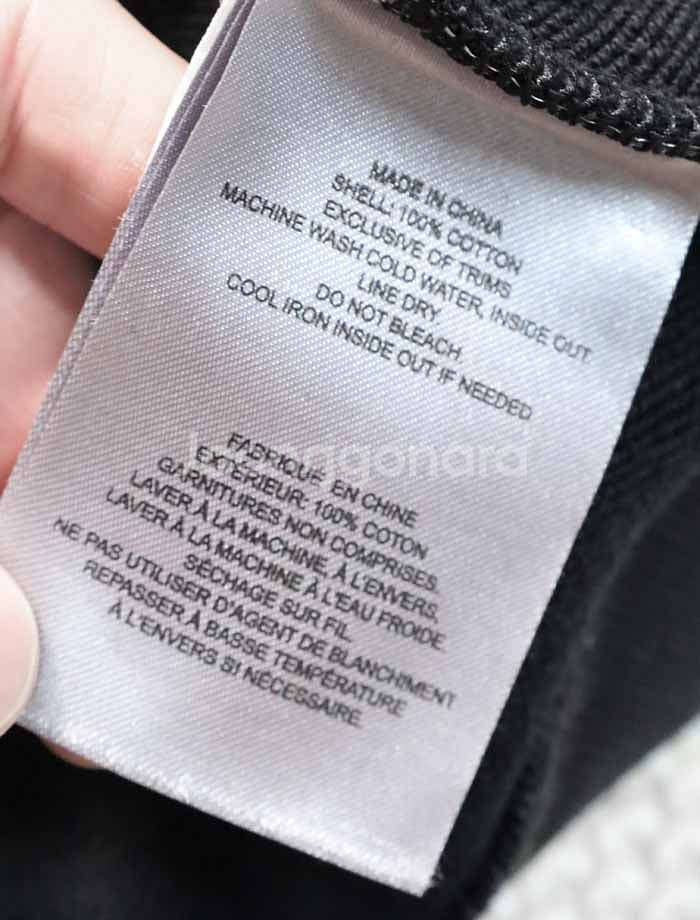 MADE IN CHINA
SHELL: 100% COTTON
EXCLUSIVE OF TRIMS
MACHINE WASH COLD WATER, INSIDE OUT.
LINE DRY.
DO NOT BLEACH.
COOL IRON INSIDE OUT IF NEEDED
FABRIQUÉ EN CHINE
EXTÉRIEUR: 100% COTON
GARNITURES NON COMPRISES.
LAVER À LA MACHINE, À L'ENVERS,
LAVER À LA MACHINE À L'EAU FROIDE.
SÉCHAGE SUR FIL.
NE PAS UTILISER D'AGENT DE BLANCHIMENT
REPASSER À BASSE TEMPÉRATURE
À L'ENVERS SI NÉCESSAIRE.